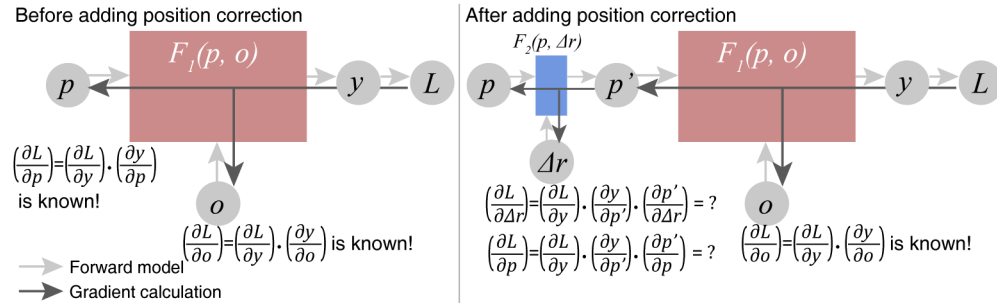 Before adding position correction
F₁(p, o)
p
y
L
(∂L/∂p)=(∂L/∂y).(∂y/∂p)
is known!
o
(∂L/∂o)=(∂L/∂y).(∂y/∂o) is known!
Forward model
Gradient calculation
After adding position correction
F₂(p, Δr)
F₁(p, o)
p
p'
y
L
Δr
(∂L/∂Δr)=(∂L/∂y).(∂y/∂p').(∂p'/∂Δr) = ?
(∂L/∂p)=(∂L/∂y).(∂y/∂p').(∂p'/∂p) = ?
o
(∂L/∂o)=(∂L/∂y).(∂y/∂o) is known!